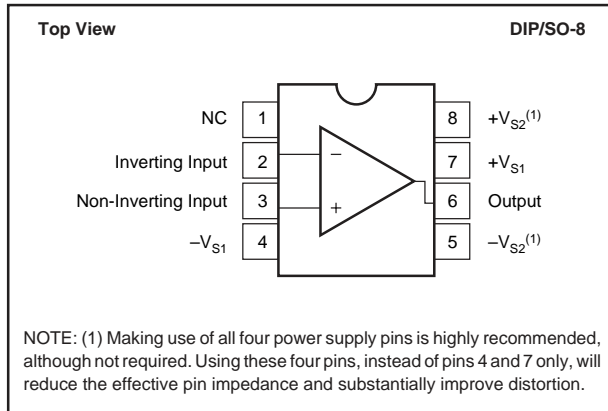 Top View DIP/SO-8
NC 1 8 +VS2(1)
Inverting Input 2 – 7 +VS1
Non-Inverting Input 3 + 6 Output
–VS1 4 5 –VS2(1)
NOTE: (1) Making use of all four power supply pins is highly recommended,
although not required. Using these four pins, instead of pins 4 and 7 only, will
reduce the effective pin impedance and substantially improve distortion.